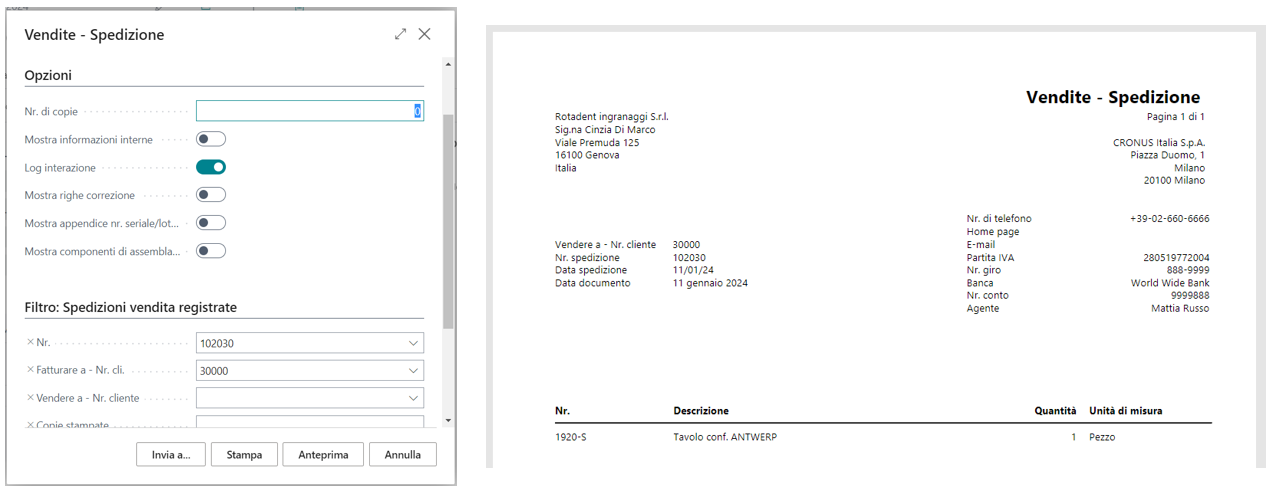 Vendite - Spedizione
Opzioni
Nr. di copie
0
Mostra informazioni interne
Log interazione
Mostra righe correzione
Mostra appendice nr. seriale/lot...
Mostra componenti di assembla...
Filtro: Spedizioni vendita registrate
× Nr.
102030
× Fatturare a - Nr. cli.
30000
× Vendere a - Nr. cliente
× Copie stampate
Invia a...
Stampa
Anteprima
Annulla
Vendite - Spedizione
Pagina 1 di 1
Rotadent ingranaggi S.r.l.
Sig.na Cinzia Di Marco
Viale Premuda 125
16100 Genova
Italia
CRONUS Italia S.p.A.
Piazza Duomo, 1
Milano
20100 Milano
Nr. di telefono +39-02-660-6666
Home page
E-mail
Partita IVA 280519772004
Nr. giro 888-9999
Banca World Wide Bank
Nr. conto 9999888
Agente Mattia Russo
Vendere a - Nr. cliente 30000
Nr. spedizione 102030
Data spedizione 11/01/24
Data documento 11 gennaio 2024
Nr. Descrizione Quantità Unità di misura
1920-S Tavolo conf. ANTWERP 1 Pezzo